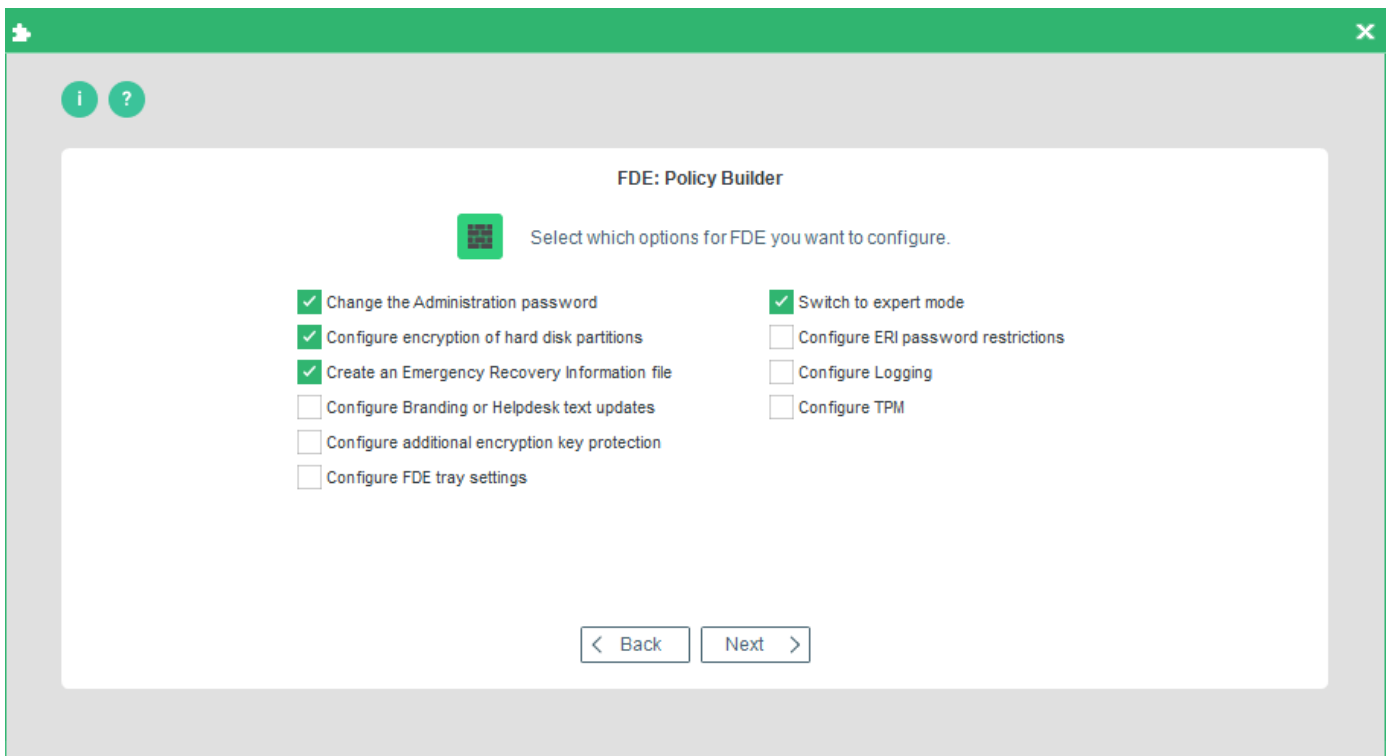 i ?
FDE: Policy Builder
Select which options for FDE you want to configure.
Change the Administration password
Configure encryption of hard disk partitions
Create an Emergency Recovery Information file
Configure Branding or Helpdesk text updates
Configure additional encryption key protection
Configure FDE tray settings
Switch to expert mode
Configure ERI password restrictions
Configure Logging
Configure TPM
Back Next